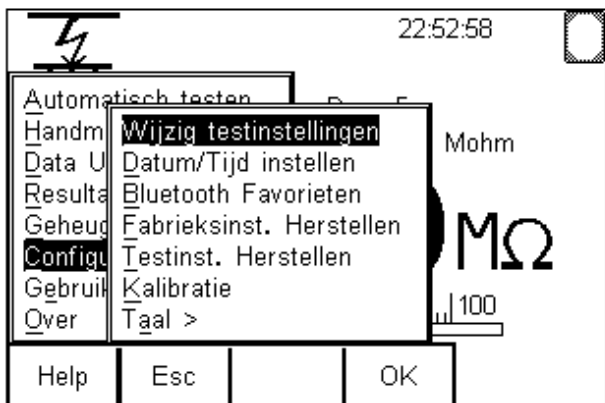 22:52:58
Automatisch testen
Handm
Data U
Resulta
Geheug
Configu
Gebruik
Over
Wijzig testinstellingen
Datum/Tijd instellen
Bluetooth Favorieten
Fabrieksinst. Herstellen
Testinst. Herstellen
Kalibratie
Taal >
Mohm
MΩ
100
Help Esc OK